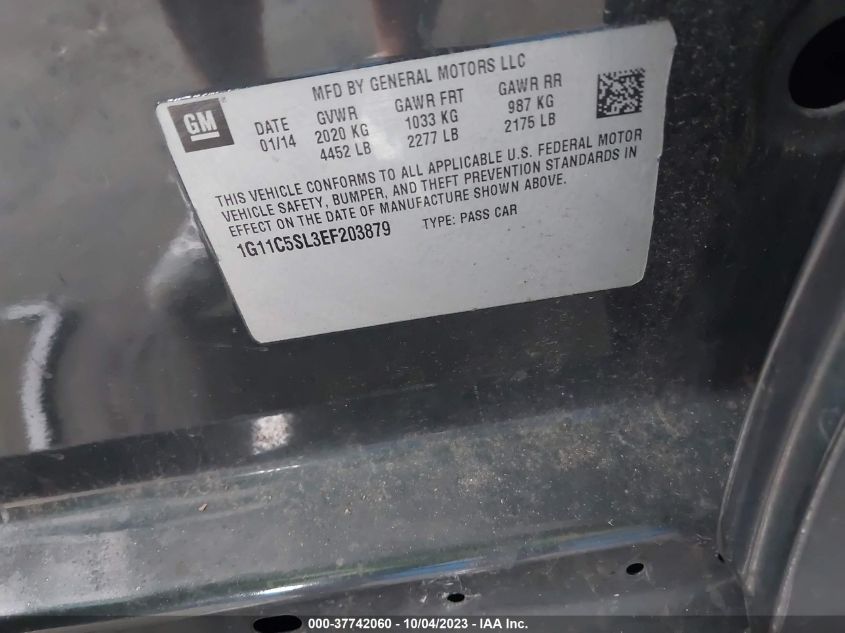 MFD BY GENERAL MOTORS LLC
GM
DATE GVWR GAWR FRT GAWR RR
01/14 2020 KG 1033 KG 987 KG
4452 LB 2277 LB 2175 LB
THIS VEHICLE CONFORMS TO ALL APPLICABLE U.S. FEDERAL MOTOR
VEHICLE SAFETY, BUMPER, AND THEFT PREVENTION STANDARDS IN
EFFECT ON THE DATE OF MANUFACTURE SHOWN ABOVE.
1G11C5SL3EF203879 TYPE: PASS CAR
000-37742060 - 10/04/2023 - IAA Inc.